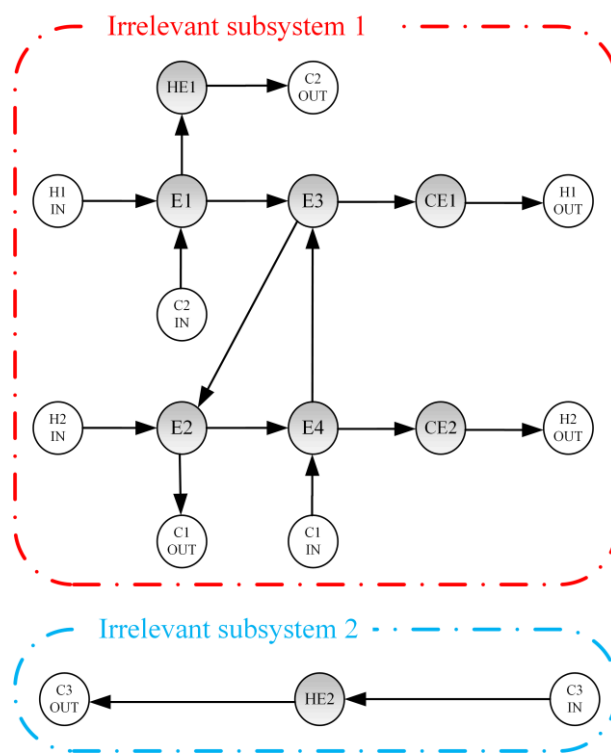 Irrelevant subsystem 1
HE1
C2
OUT
H1
IN
E1
E3
CE1
H1
OUT
C2
IN
H2
IN
E2
E4
CE2
H2
OUT
C1
OUT
C1
IN
Irrelevant subsystem 2
C3
OUT
HE2
C3
IN